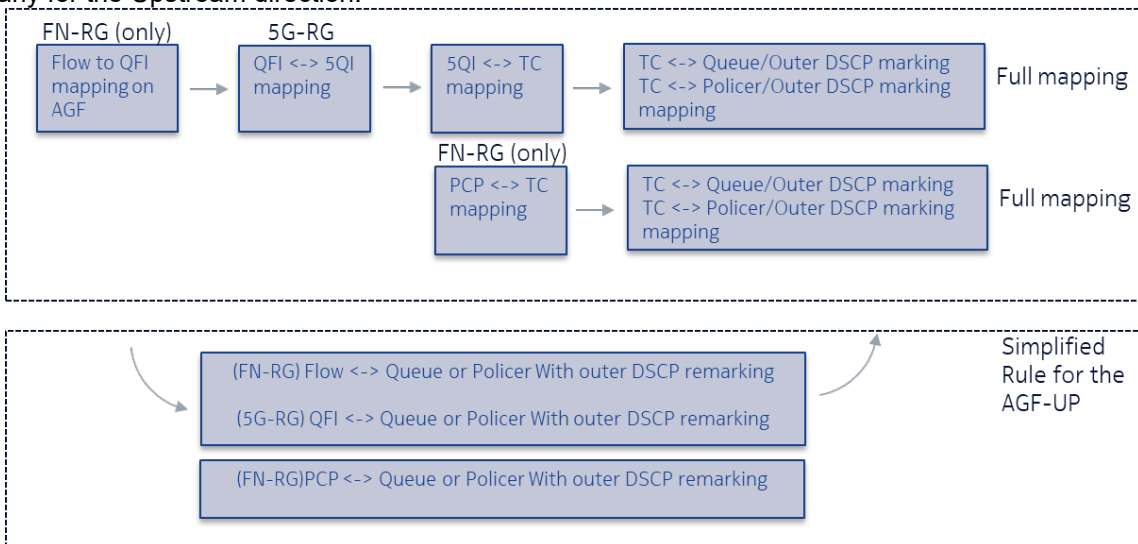 any for the Upstream direction.
FN-RG (only)
5G-RG
Flow to QFI
mapping on
AGF
QFI <-> 5QI
mapping
5QI <-> TC
mapping
TC <-> Queue/Outer DSCP marking
TC <-> Policer/Outer DSCP marking
mapping
Full mapping
FN-RG (only)
PCP <-> TC
mapping
TC <-> Queue/Outer DSCP marking
TC <-> Policer/Outer DSCP marking
mapping
Full mapping
(FN-RG) Flow <-> Queue or Policer With outer DSCP remarking
(5G-RG) QFI <-> Queue or Policer With outer DSCP remarking
(FN-RG)PCP <-> Queue or Policer With outer DSCP remarking
Simplified
Rule for the
AGF-UP